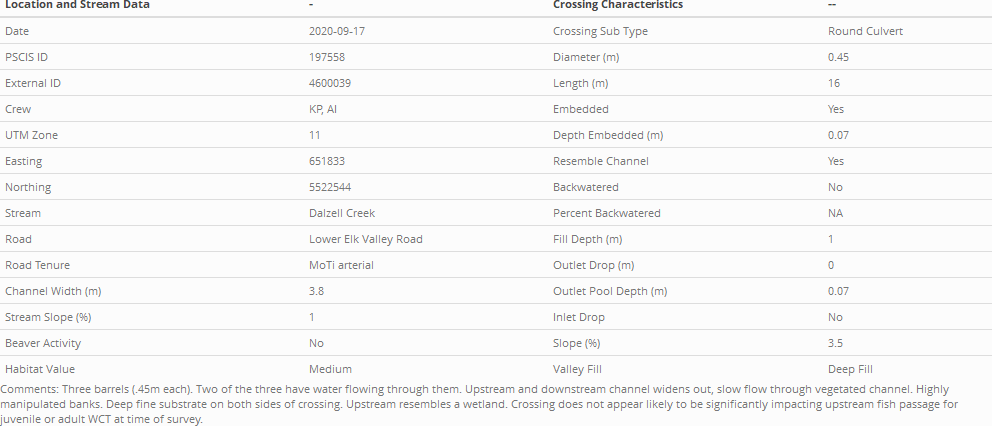 Location and Stream Data - Crossing Characteristics --
Date 2020-09-17 Crossing Sub Type Round Culvert
PSCIS ID 197558 Diameter (m) 0.45
External ID 4600039 Length (m) 16
Crew KP, AI Embedded Yes
UTM Zone 11 Depth Embedded (m) 0.07
Easting 651833 Resemble Channel Yes
Northing 5522544 Backwatered No
Stream Dalzell Creek Percent Backwatered NA
Road Lower Elk Valley Road Fill Depth (m) 1
Road Tenure MoTi arterial Outlet Drop (m) 0
Channel Width (m) 3.8 Outlet Pool Depth (m) 0.07
Stream Slope (%) 1 Inlet Drop No
Beaver Activity No Slope (%) 3.5
Habitat Value Medium Valley Fill Deep Fill
Comments: Three barrels (.45m each). Two of the three have water flowing through them. Upstream and downstream channel widens out, slow flow through vegetated channel. Highly
manipulated banks. Deep fine substrate on both sides of crossing. Upstream resembles a wetland. Crossing does not appear likely to be significantly impacting upstream fish passage for
juvenile or adult WCT at time of survey.